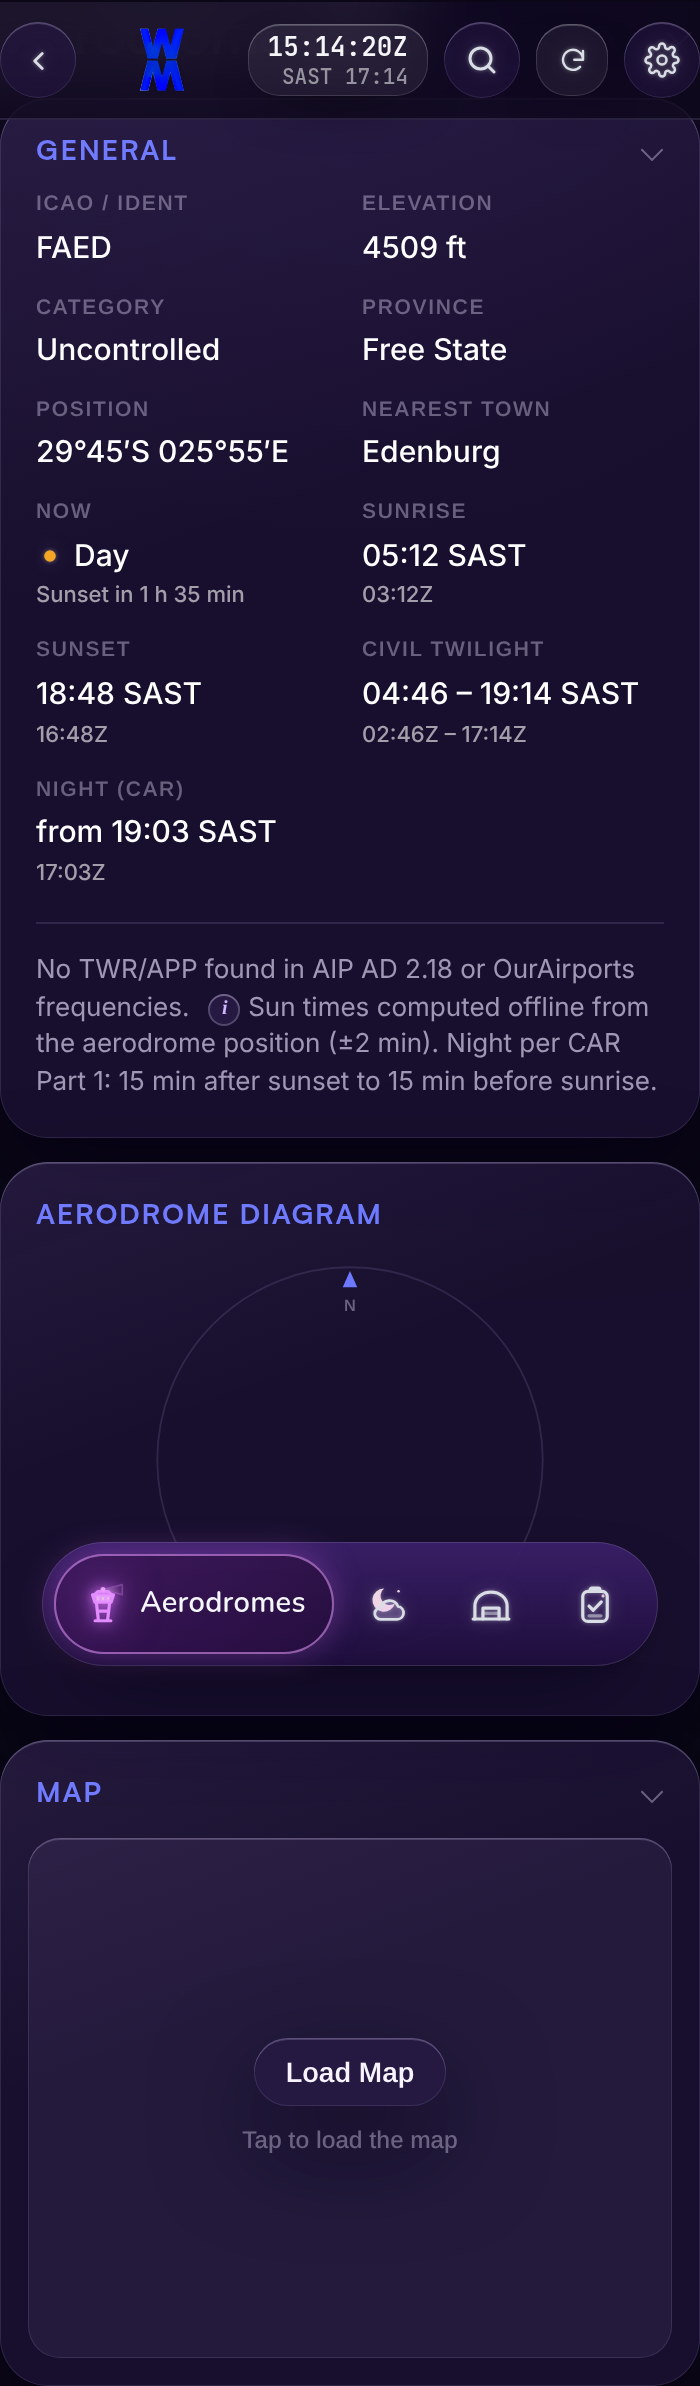 15:14:20Z
SAST 17:14
GENERAL
ICAO / IDENT
FAED
ELEVATION
4509 ft
CATEGORY
Uncontrolled
PROVINCE
Free State
POSITION
29°45′S 025°55′E
NEAREST TOWN
Edenburg
NOW
Day
Sunset in 1 h 35 min
SUNRISE
05:12 SAST
03:12Z
SUNSET
18:48 SAST
16:48Z
CIVIL TWILIGHT
04:46 – 19:14 SAST
02:46Z – 17:14Z
NIGHT (CAR)
from 19:03 SAST
17:03Z
No TWR/APP found in AIP AD 2.18 or OurAirports
frequencies. i Sun times computed offline from
the aerodrome position (±2 min). Night per CAR
Part 1: 15 min after sunset to 15 min before sunrise.
AERODROME DIAGRAM
N
Aerodromes
MAP
Load Map
Tap to load the map